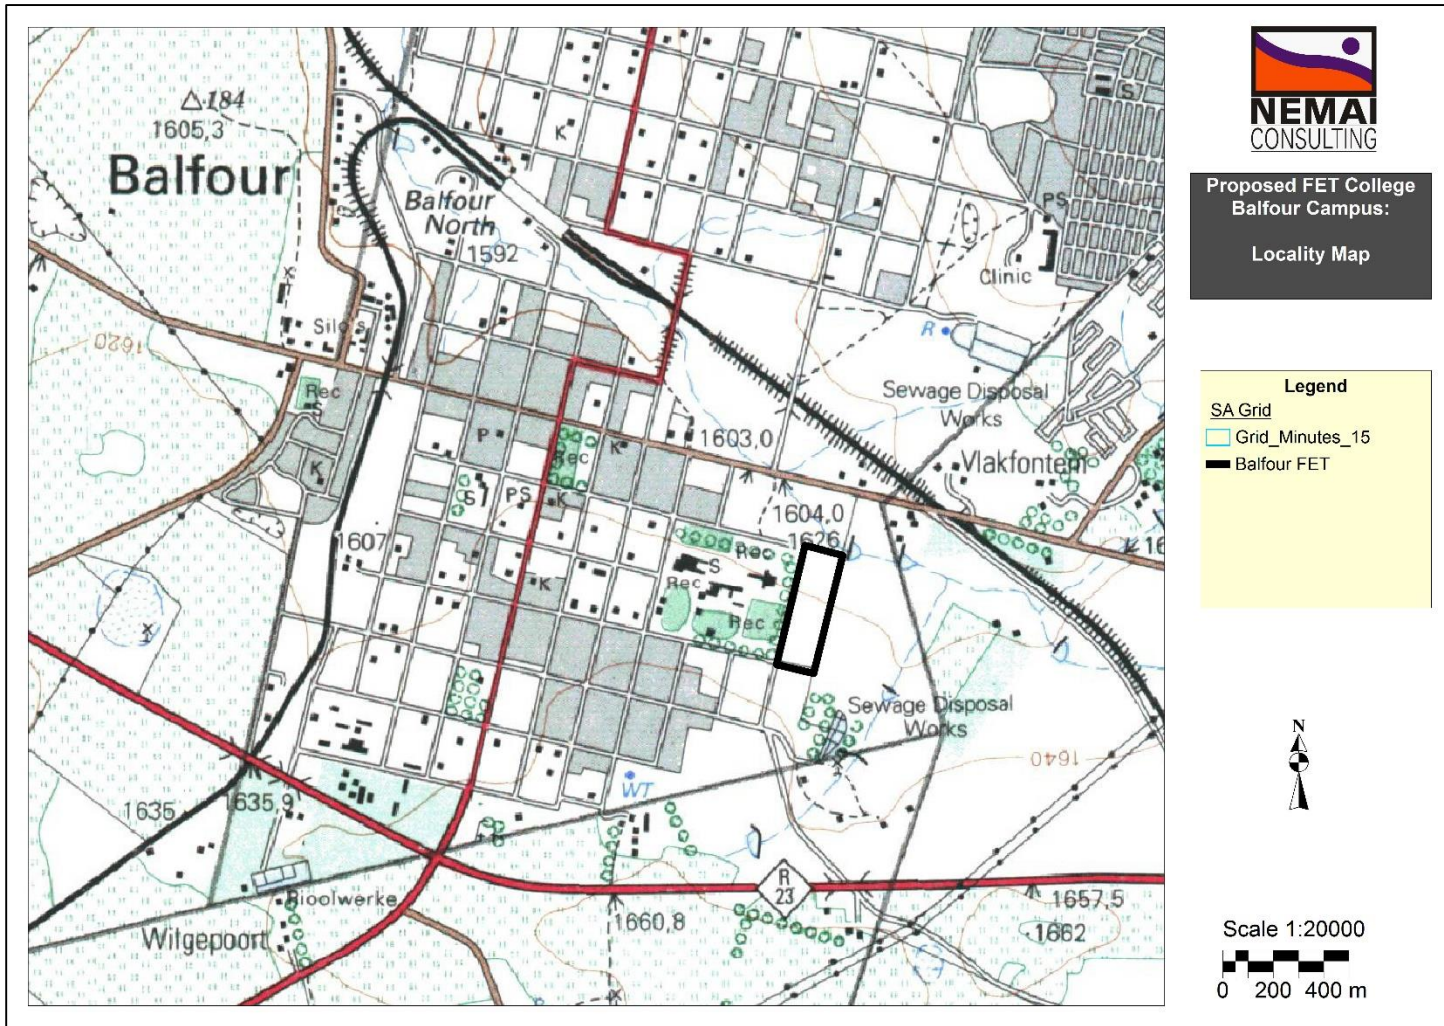 184
1605,3
Balfour
Balfour
North
1592
K
S
PS
Clinic
R
Silo's
1620
Rec
S
K
Sewage Disposal
Works
1603,0
Vlakfontein
P
Rec
K
S
PS
K
1604,0
1626
1607
Rec
S
Rec
Rec
K
Sewage Disposal
Works
1640
WT
1635
1635,9
R
23
1657,5
1662
1660,8
Rioolwerke
Wilgepoort
NEMAI
CONSULTING
Proposed FET College
Balfour Campus:
Locality Map
Legend
SA Grid
Grid_Minutes_15
Balfour FET
N
Scale 1:20000
0 200 400 m